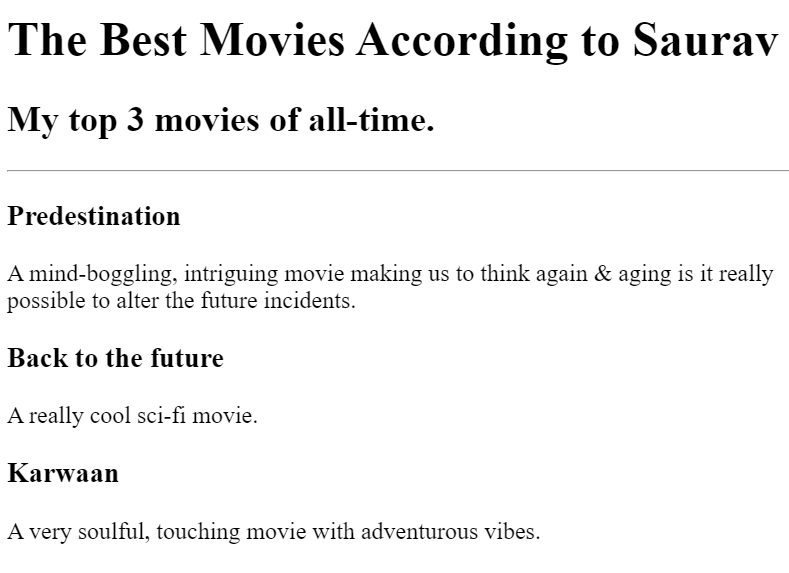 The Best Movies According to Saurav
My top 3 movies of all-time.
Predestination
A mind-boggling, intriguing movie making us to think again & aging is it really
possible to alter the future incidents.
Back to the future
A really cool sci-fi movie.
Karwaan
A very soulful, touching movie with adventurous vibes.